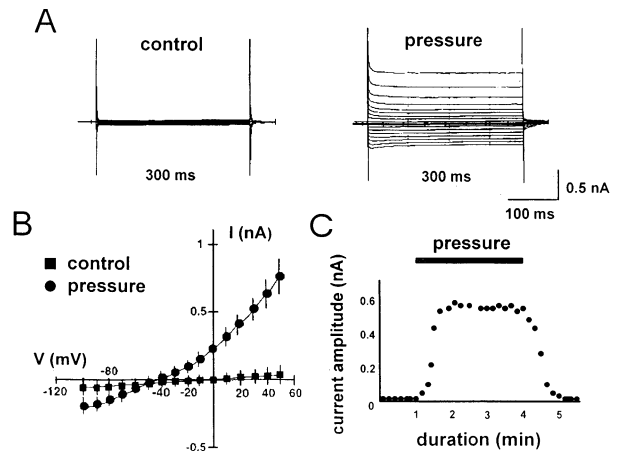 A
control
pressure
300 ms
300 ms
0.5 nA
100 ms
B
I (nA)
1
control
pressure
0.5
V (mV)
-80
-120
-40
-20
0
20
40
60
-0.5
C
pressure
current amplitude (nA)
0.6
0.4
0.2
0
1
2
3
4
5
duration (min)